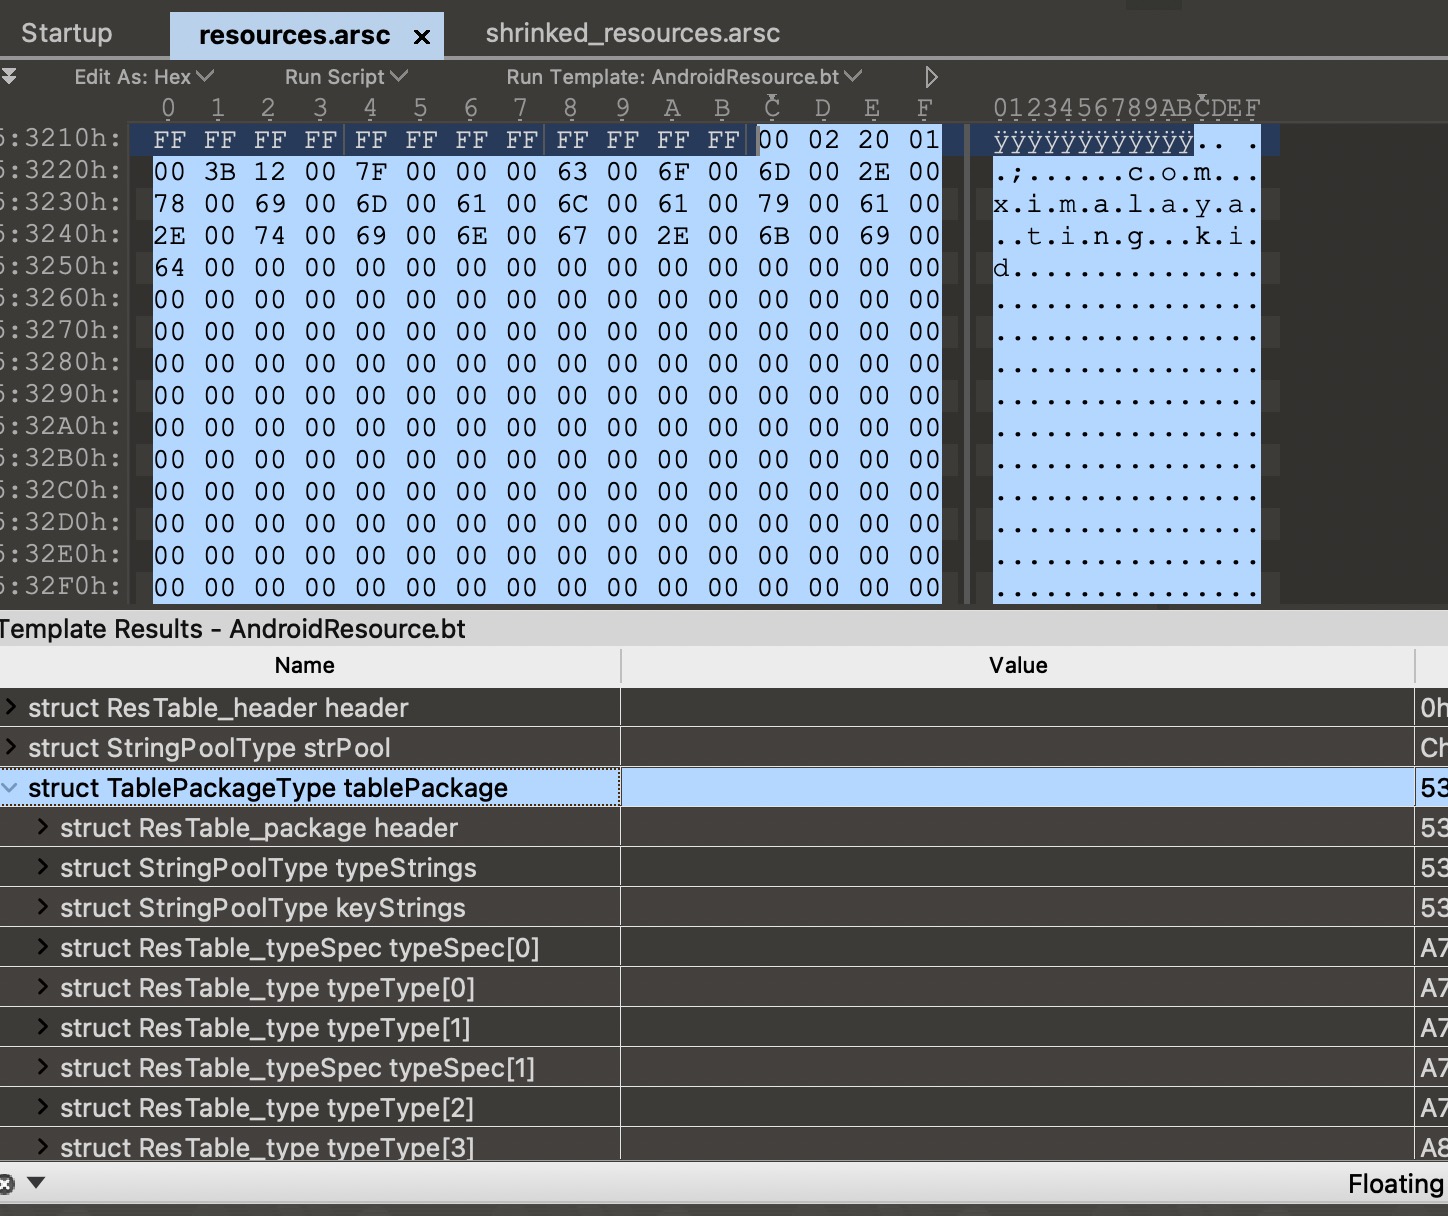 Startup resources.arsc × shrinked_resources.arsc
Edit As: Hex Run Script Run Template: AndroidResource.bt
0 1 2 3 4 5 6 7 8 9 A B C D E F 0123456789ABCDEF
5:3210h: FF FF FF FF FF FF FF FF FF FF FF FF 00 02 20 01 ÿÿÿÿÿÿÿÿÿÿÿÿ.. .
5:3220h: 00 3B 12 00 7F 00 00 00 63 00 6F 00 6D 00 2E 00 .;......c.o.m...
5:3230h: 78 00 69 00 6D 00 61 00 6C 00 61 00 79 00 61 00 x.i.m.a.l.a.y.a.
5:3240h: 2E 00 74 00 69 00 6E 00 67 00 2E 00 6B 00 69 00 ..t.i.n.g...k.i.
5:3250h: 64 00 00 00 00 00 00 00 00 00 00 00 00 00 00 00 d...............
5:3260h: 00 00 00 00 00 00 00 00 00 00 00 00 00 00 00 00 ................
5:3270h: 00 00 00 00 00 00 00 00 00 00 00 00 00 00 00 00 ................
5:3280h: 00 00 00 00 00 00 00 00 00 00 00 00 00 00 00 00 ................
5:3290h: 00 00 00 00 00 00 00 00 00 00 00 00 00 00 00 00 ................
5:32A0h: 00 00 00 00 00 00 00 00 00 00 00 00 00 00 00 00 ................
5:32B0h: 00 00 00 00 00 00 00 00 00 00 00 00 00 00 00 00 ................
5:32C0h: 00 00 00 00 00 00 00 00 00 00 00 00 00 00 00 00 ................
5:32D0h: 00 00 00 00 00 00 00 00 00 00 00 00 00 00 00 00 ................
5:32E0h: 00 00 00 00 00 00 00 00 00 00 00 00 00 00 00 00 ................
5:32F0h: 00 00 00 00 00 00 00 00 00 00 00 00 00 00 00 00 ................
Template Results - AndroidResource.bt
Name Value
struct ResTable_header header 0h
struct StringPoolType strPool Ch
struct TablePackageType tablePackage 53
struct ResTable_package header 53
struct StringPoolType typeStrings 53
struct StringPoolType keyStrings 53
struct ResTable_typeSpec typeSpec[0] A7
struct ResTable_type typeType[0] A7
struct ResTable_type typeType[1] A7
struct ResTable_typeSpec typeSpec[1] A7
struct ResTable_type typeType[2] A7
struct ResTable_type typeType[3] A8
Floating